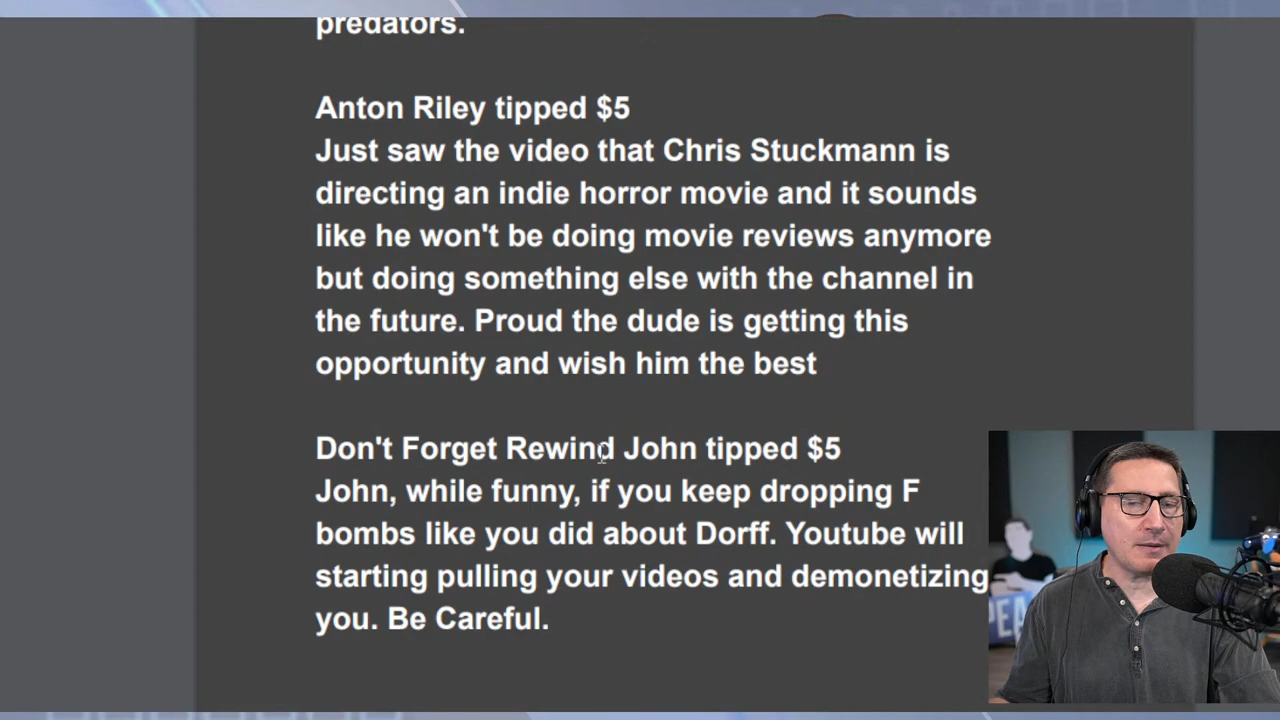 predators.
Anton Riley tipped $5
Just saw the video that Chris Stuckmann is
directing an indie horror movie and it sounds
like he won't be doing movie reviews anymore
but doing something else with the channel in
the future. Proud the dude is getting this
opportunity and wish him the best
Don't Forget Rewind John tipped $5
John, while funny, if you keep dropping F
bombs like you did about Dorff. Youtube will
starting pulling your videos and demonetizing
you. Be Careful.